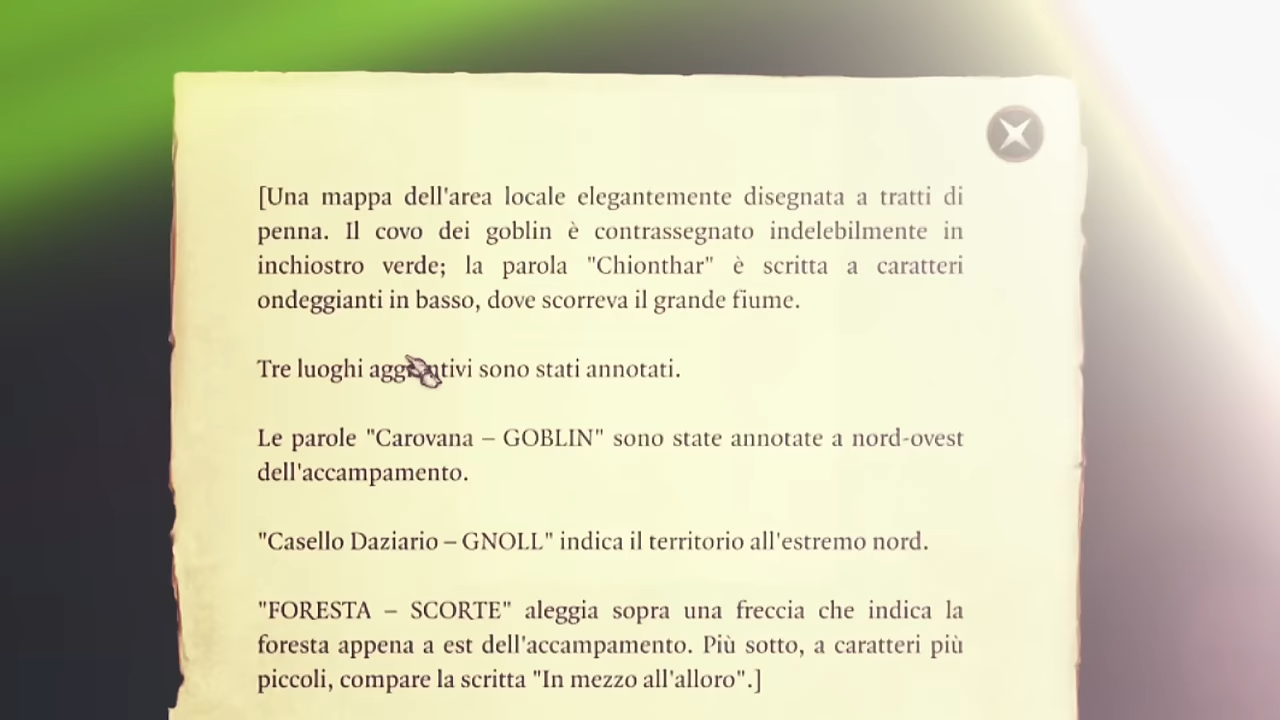 [Una mappa dell'area locale elegantemente disegnata a tratti di
penna. Il covo dei goblin è contrassegnato indelebilmente in
inchiostro verde; la parola "Chionthar" è scritta a caratteri
ondeggianti in basso, dove scorreva il grande fiume.
Tre luoghi sono stati annotati.
Le parole "Carovana – GOBLIN" sono state annotate a nord-ovest
dell'accampamento.
"Casello Daziario – GNOLL" indica il territorio all'estremo nord.
"FORESTA – SCORTE" aleggia sopra una freccia che indica la
foresta appena a est dell'accampamento. Più sotto, a caratteri più
piccoli, compare la scritta "In mezzo all'alloro".]